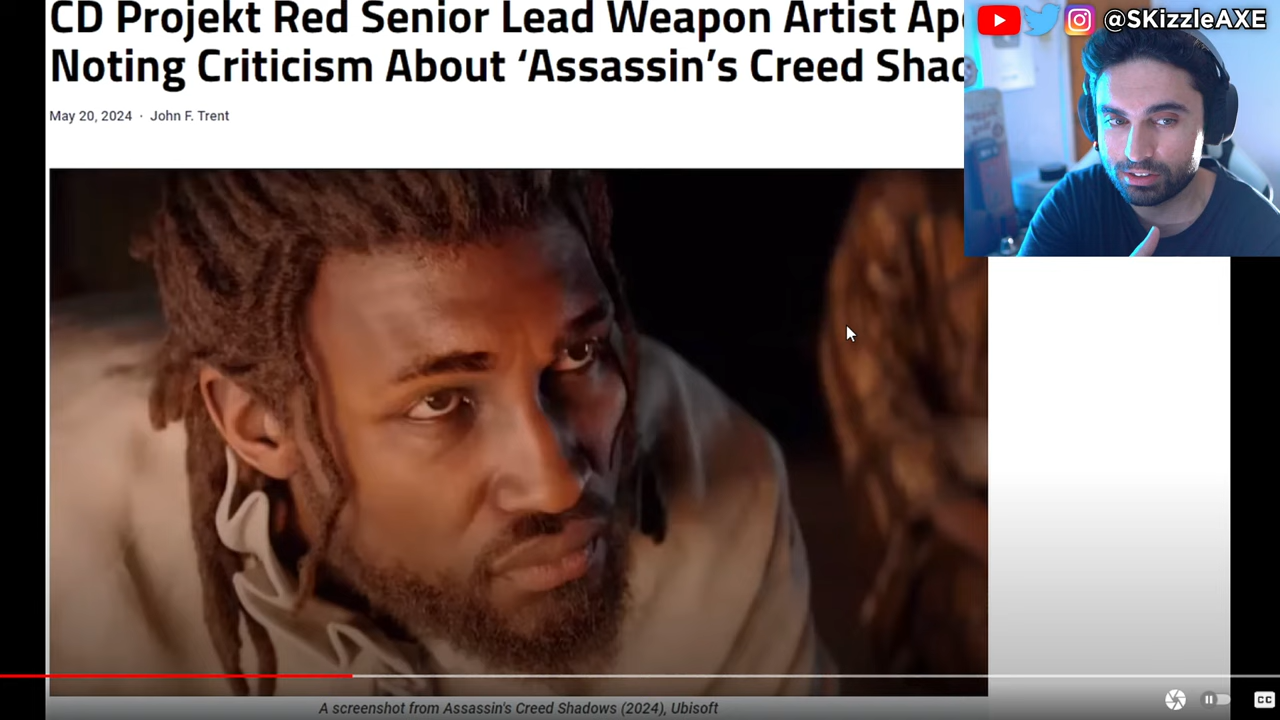 CD Projekt Red Senior Lead Weapon Artist Ap
@SKizzleAXE
Noting Criticism About ‘Assassin’s Creed Shad
May 20, 2024 · John F. Trent
A screenshot from Assassin's Creed Shadows (2024), Ubisoft
CC